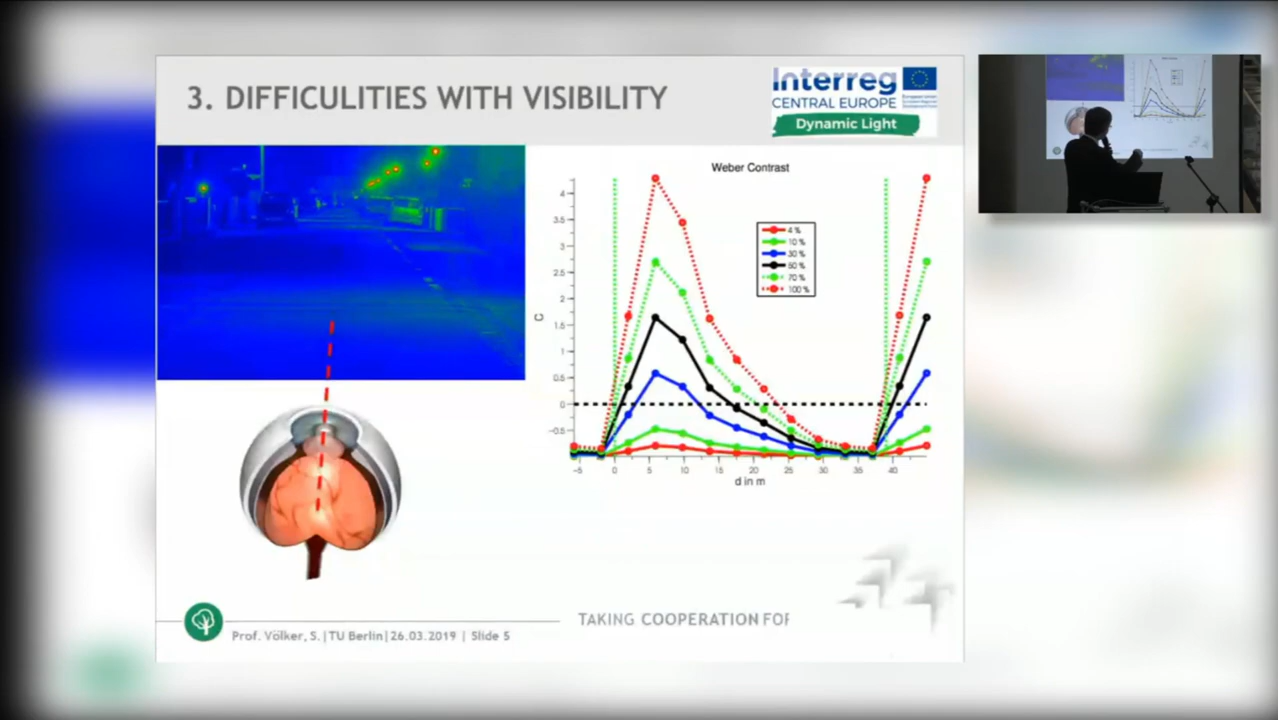 3. DIFFICULITIES WITH VISIBILITY
Interreg
CENTRAL EUROPE
Dynamic Light
Weber Contrast
4 %
10 %
30 %
50 %
70 %
100 %
C
4
3.5
3
2.5
2
1.5
1
0.5
0
-0.5
-5 0 5 10 15 20 25 30 35 40
d in m
TAKING COOPERATION FOR
Prof. Völker, S.|TU Berlin|26.03.2019 | Slide 5